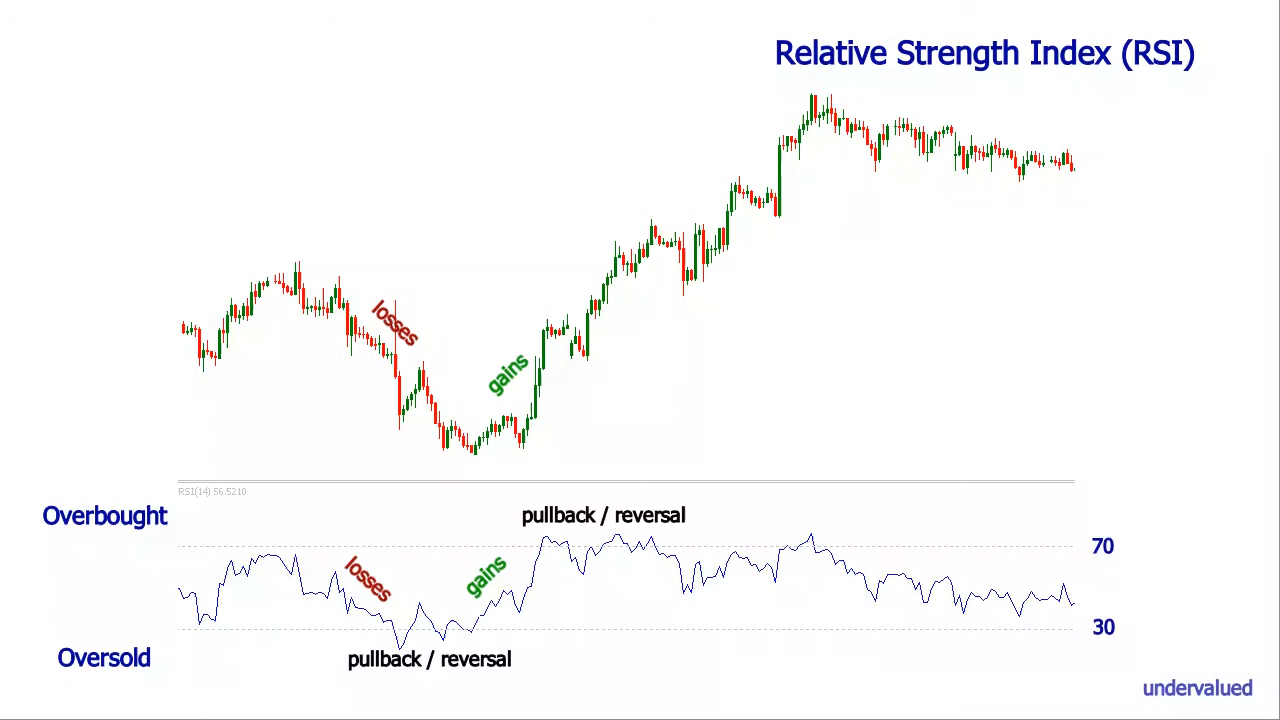 Relative Strength Index (RSI)
losses
gains
RSI(14) 56.5210
Overbought
pullback / reversal
70
losses
gains
30
Oversold
pullback / reversal
undervalued